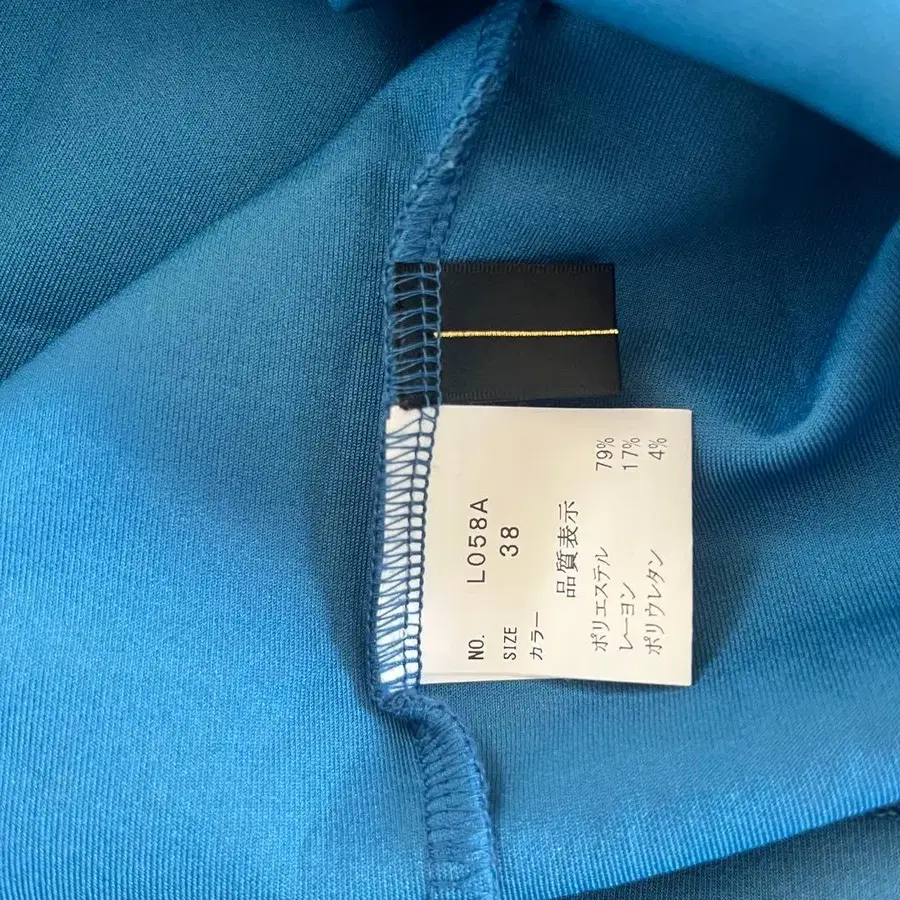 NO. L058A
SIZE 38
カラー
品質表示
ポリエステル 79%
レーヨン 17%
ポリウレタン 4%